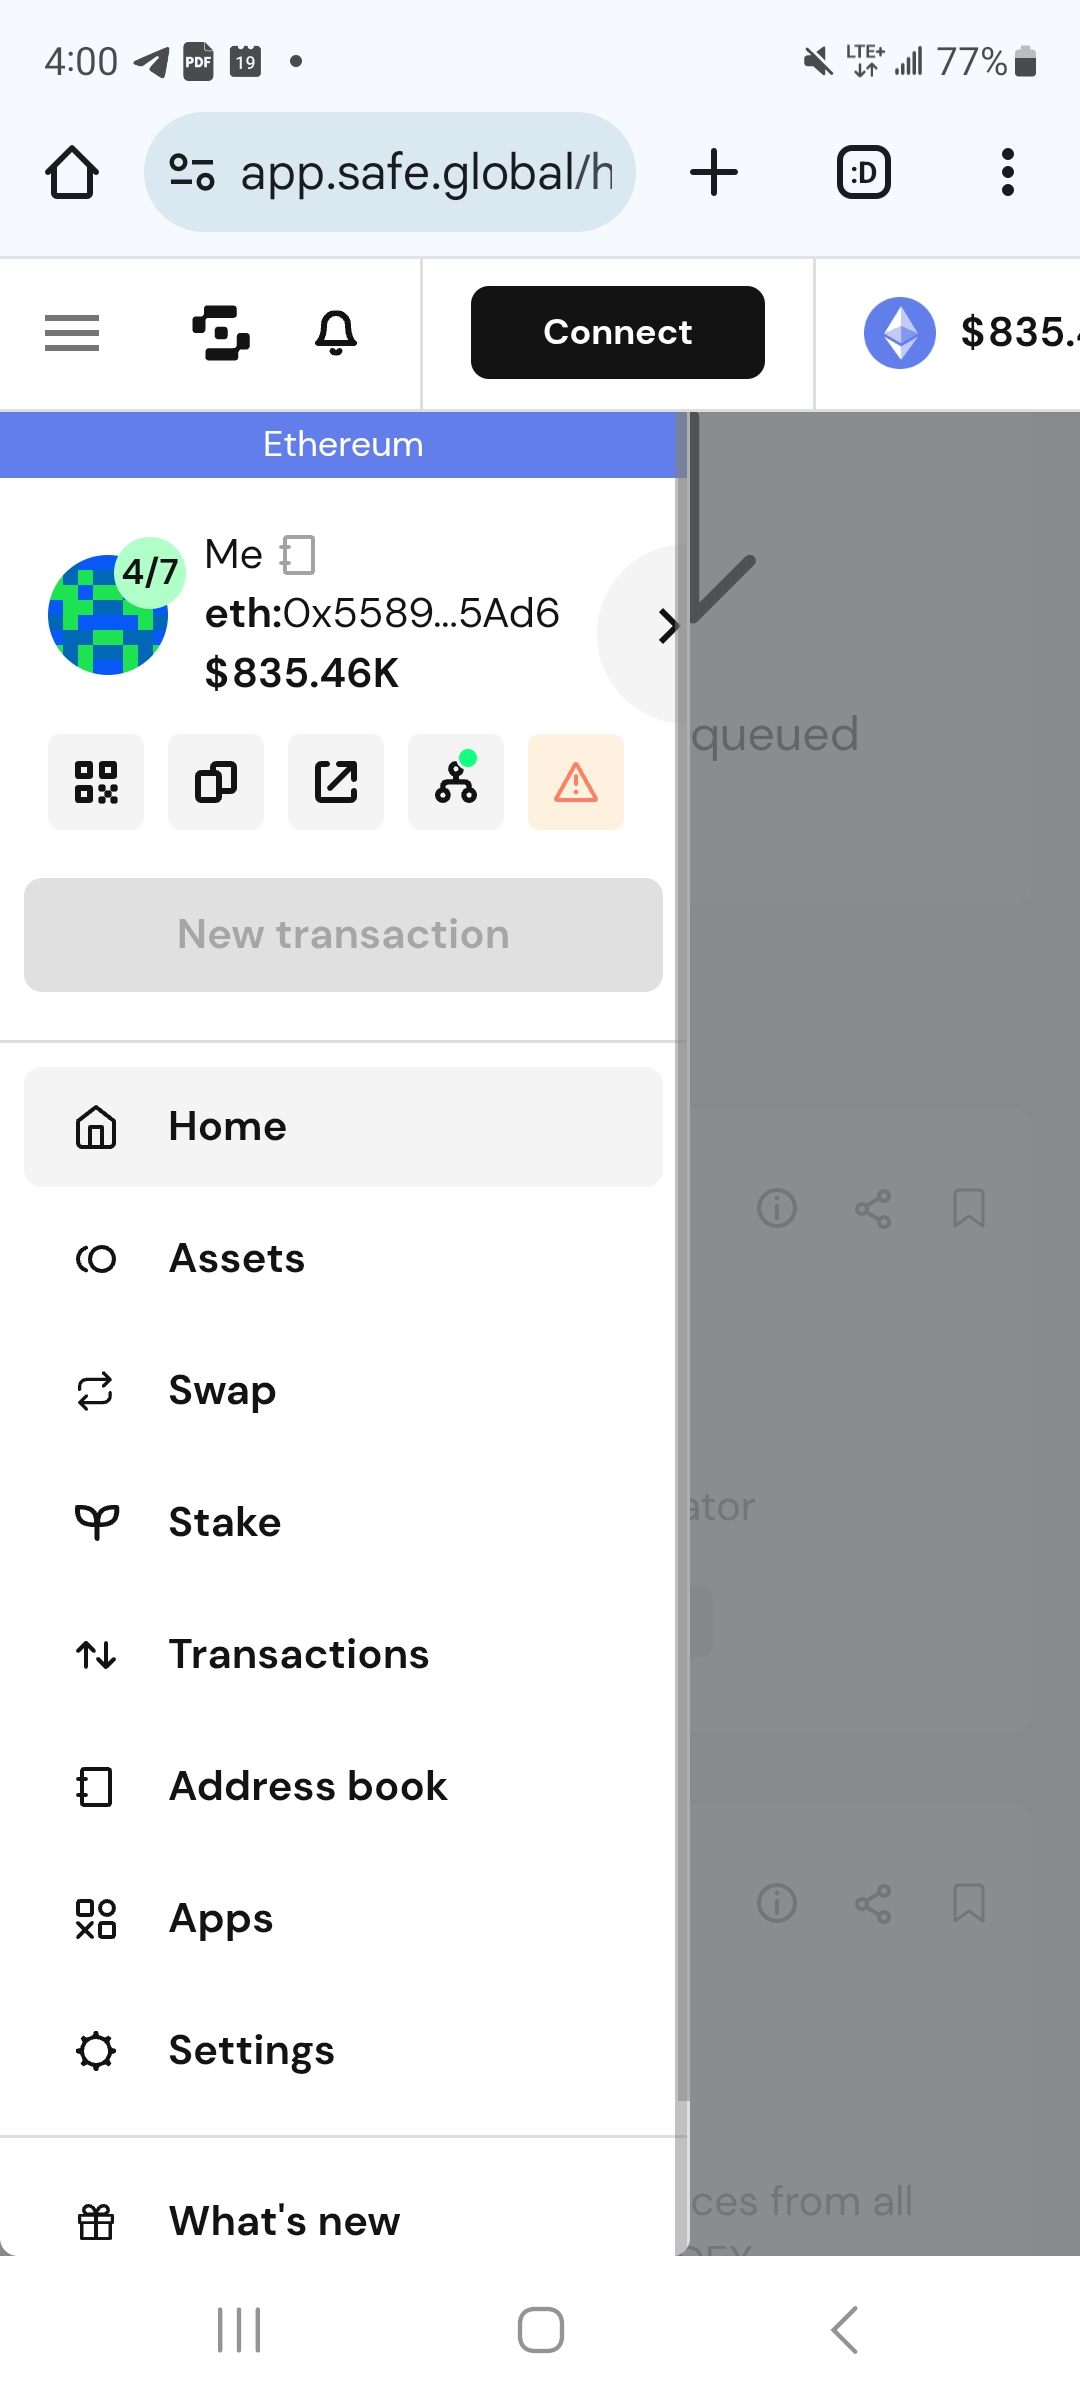 4:00
PDF
19
LTE+
77%
app.safe.global/h
:D
Connect
$835.
Ethereum
4/7
Me
eth:0x5589...5Ad6
$835.46K
queued
New transaction
Home
Assets
Swap
ator
Stake
Transactions
Address book
Apps
Settings
ces from all
What's new